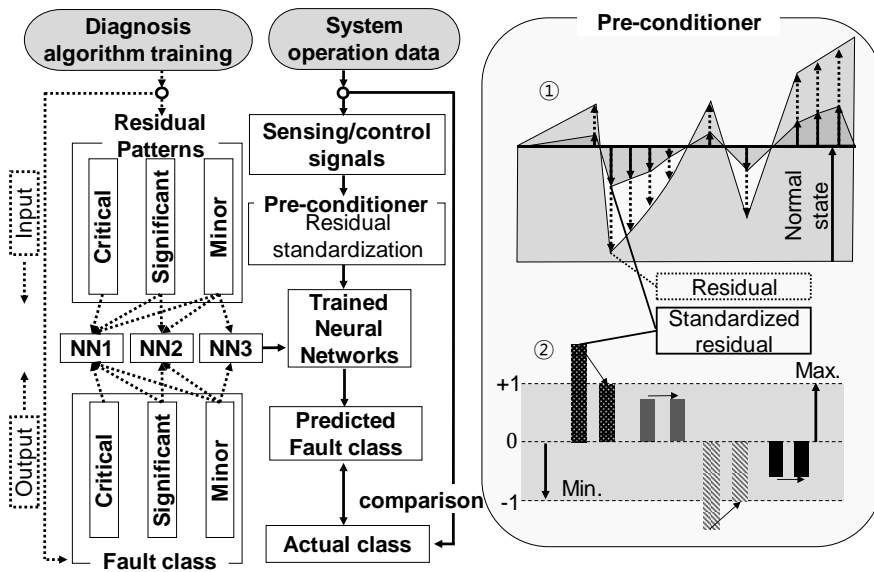 Diagnosis
algorithm training
System
operation data
Residual
Patterns
Critical
Significant
Minor
Input
NN1
NN2
NN3
Output
Critical
Significant
Minor
Fault class
Sensing/control
signals
Pre-conditioner
Residual
standardization
Trained
Neural
Networks
Predicted
Fault class
comparison
Actual class
Pre-conditioner
①
Normal
state
Residual
Standardized
residual
②
+1
0
-1
Max.
Min.